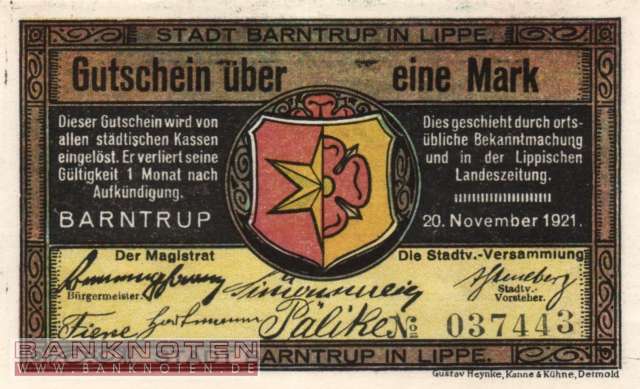 STADT BARNTRUP IN LIPPE.
Gutschein über eine Mark
Dieser Gutschein wird von
allen städtischen Kassen
eingelöst. Er verliert seine
Gültigkeit 1 Monat nach
Aufkündigung.
BARNTRUP
Dies geschieht durch orts-
übliche Bekanntmachung
und in der Lippischen
Landeszeitung.
20. November 1921.
Der Magistrat
Die Stadtv.-Versammlung
Bürgermeister.
Stadtv.-
Vorsteher.
Fiene Pälike No 037443
BANKNOTEN
WWW.BANKNOTEN.DE
BARNTRUP IN LIPPE.
Gustav Heynke, Kanne & Kühne, Detmold